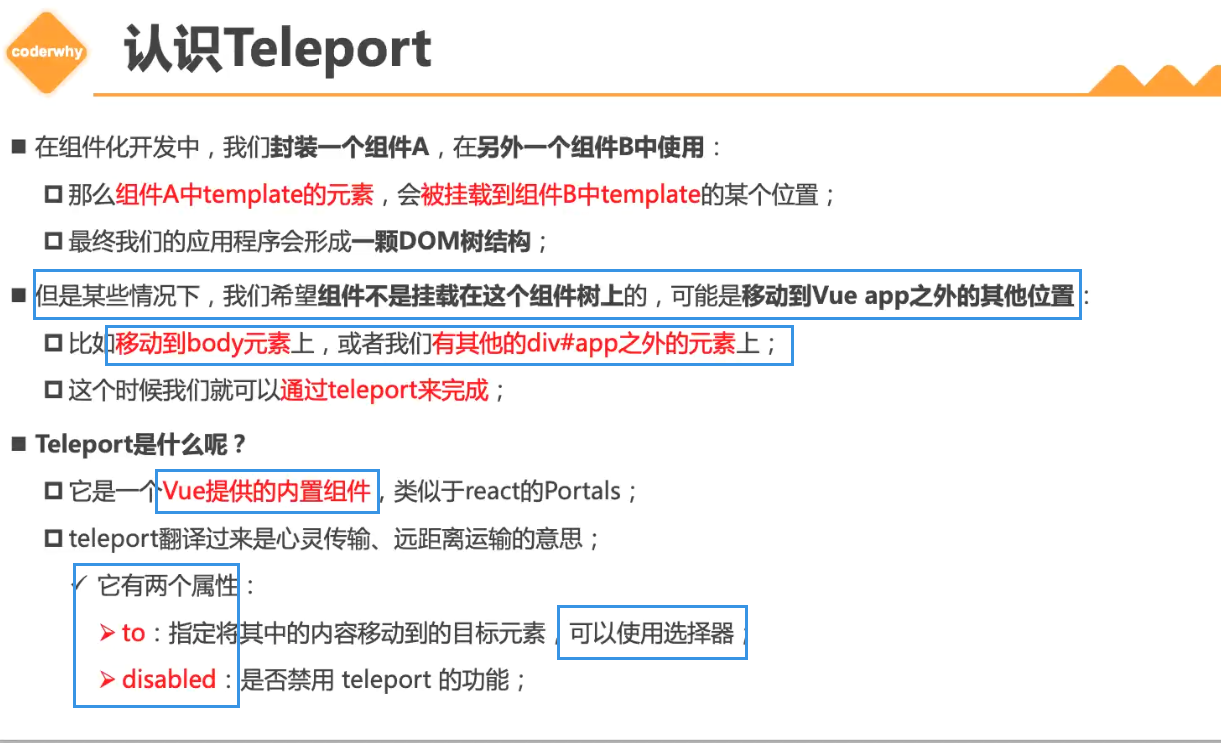 coderwhy
认识Teleport
在组件化开发中，我们封装一个组件A，在另外一个组件B中使用：
那么组件A中template的元素，会被挂载到组件B中template的某个位置；
最终我们的应用程序会形成一颗DOM树结构；
但是某些情况下，我们希望组件不是挂载在这个组件树上的，可能是移动到Vue app之外的其他位置：
比如移动到body元素上，或者我们有其他的div#app之外的元素上；
这个时候我们就可以通过teleport来完成；
Teleport是什么呢？
它是一个Vue提供的内置组件，类似于react的Portals；
teleport翻译过来是心灵传输、远距离运输的意思；
它有两个属性：
to：指定将其中的内容移动到的目标元素，可以使用选择器；
disabled：是否禁用 teleport 的功能；